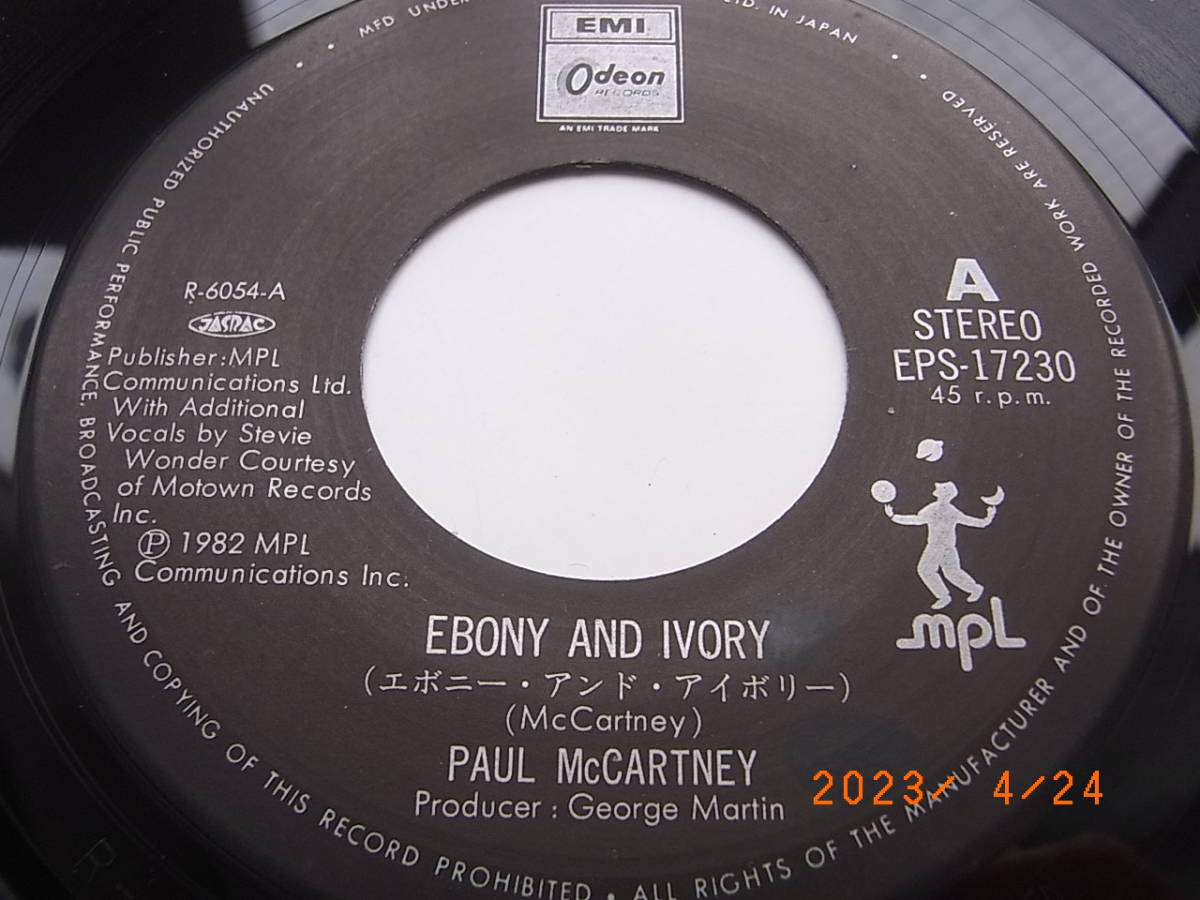 EMI
Odeon
RECORDS
AN EMI TRADE MARK
MFD UNDER
LTD. IN JAPAN
R-6054-A
JASRAC
Publisher:MPL
Communications Ltd.
With Additional
Vocals by Stevie
Wonder Courtesy
of Motown Records
Inc.
Ⓟ 1982 MPL
Communications Inc.
A
STEREO
EPS-17230
45 r.p.m.
mpL
EBONY AND IVORY
(エボニー・アンド・アイボリー)
(McCartney)
PAUL McCARTNEY
Producer : George Martin
UNAUTHORIZED PUBLIC PERFORMANCE, BROADCASTING AND COPYING OF THIS RECORD PROHIBITED • ALL RIGHTS OF THE MANUFACTURER AND OF THE OWNER OF THE RECORDED WORK ARE RESERVED
2023/ 4/24